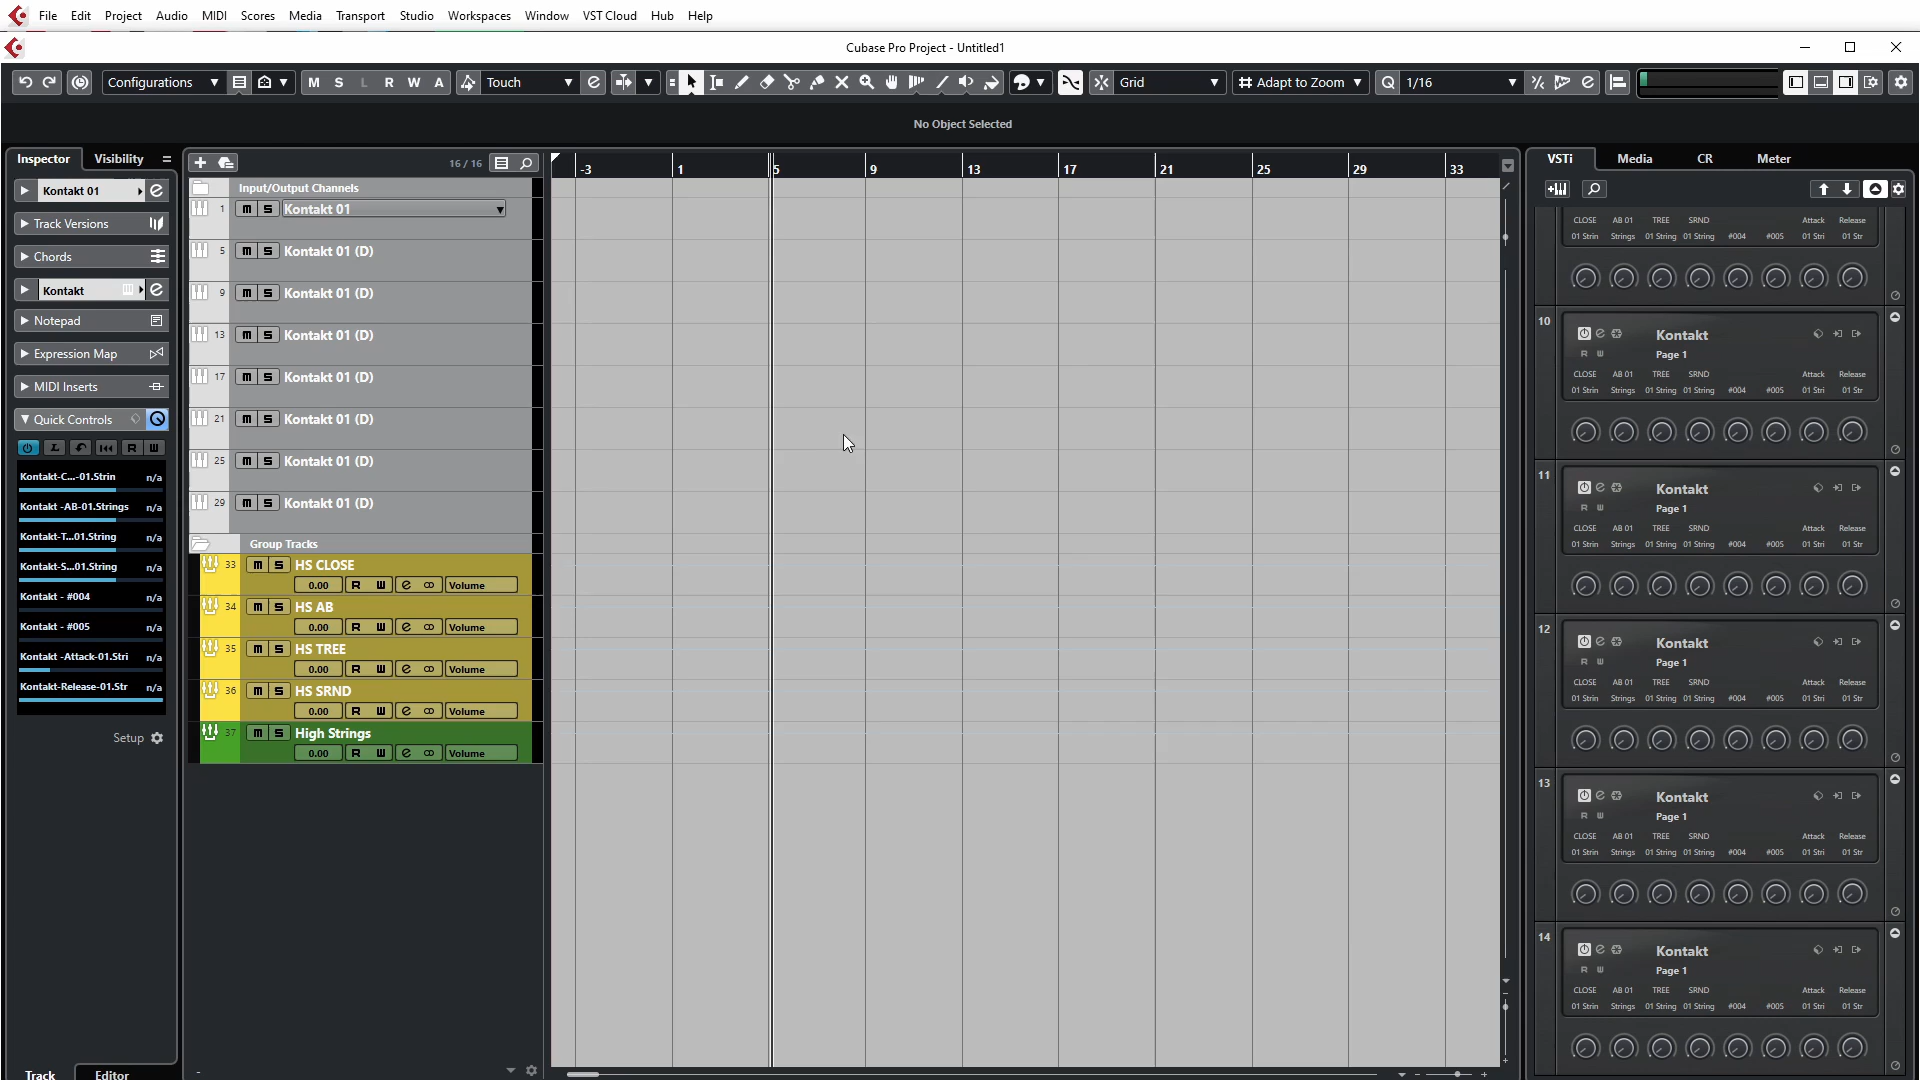 File Edit Project Audio MIDI Scores Media Transport Studio Workspaces Window VST Cloud Hub Help
Cubase Pro Project - Untitled1
Configurations M S L R W A Touch Grid Adapt to Zoom Q 1/16
No Object Selected
Inspector Visibility
Kontakt 01
Track Versions
Chords
Kontakt
Notepad
Expression Map
MIDI Inserts
Quick Controls
L R W
Kontakt-C...-01.Strin n/a
Kontakt -AB-01.Strings n/a
Kontakt-T...01.String n/a
Kontakt-S...01.String n/a
Kontakt - #004 n/a
Kontakt - #005 n/a
Kontakt -Attack-01.Stri n/a
Kontakt-Release-01.Str n/a
Setup
Track Editor
16 / 16
Input/Output Channels
1 m S Kontakt 01
5 m S Kontakt 01 (D)
9 m S Kontakt 01 (D)
13 m S Kontakt 01 (D)
17 m S Kontakt 01 (D)
21 m S Kontakt 01 (D)
25 m S Kontakt 01 (D)
29 m S Kontakt 01 (D)
Group Tracks
33 m S HS CLOSE
0.00 R W e Volume
34 m S HS AB
0.00 R W e Volume
35 m S HS TREE
0.00 R W e Volume
36 m S HS SRND
0.00 R W e Volume
37 m S High Strings
0.00 R W e Volume
-3 1 5 9 13 17 21 25 29 33
VSTi Media CR Meter
CLOSE AB 01 TREE SRND Attack Release
01 Stri Strings 01 String 01 String #004 #005 01 Stri 01 Str
10 Kontakt
R W Page 1
CLOSE AB 01 TREE SRND Attack Release
01 Strin Strings 01 String 01 String #004 #005 01 Stri 01 Str
11 Kontakt
R W Page 1
CLOSE AB 01 TREE SRND Attack Release
01 Strin Strings 01 String 01 String #004 #005 01 Stri 01 Str
12 Kontakt
R W Page 1
CLOSE AB 01 TREE SRND Attack Release
01 Strin Strings 01 String 01 String #004 #005 01 Stri 01 Str
13 Kontakt
R W Page 1
CLOSE AB 01 TREE SRND Attack Release
01 Strin Strings 01 String 01 String #004 #005 01 Stri 01 Str
14 Kontakt
R W Page 1
CLOSE AB 01 TREE SRND Attack Release
01 Strin Strings 01 String 01 String #004 #005 01 Stri 01 Str